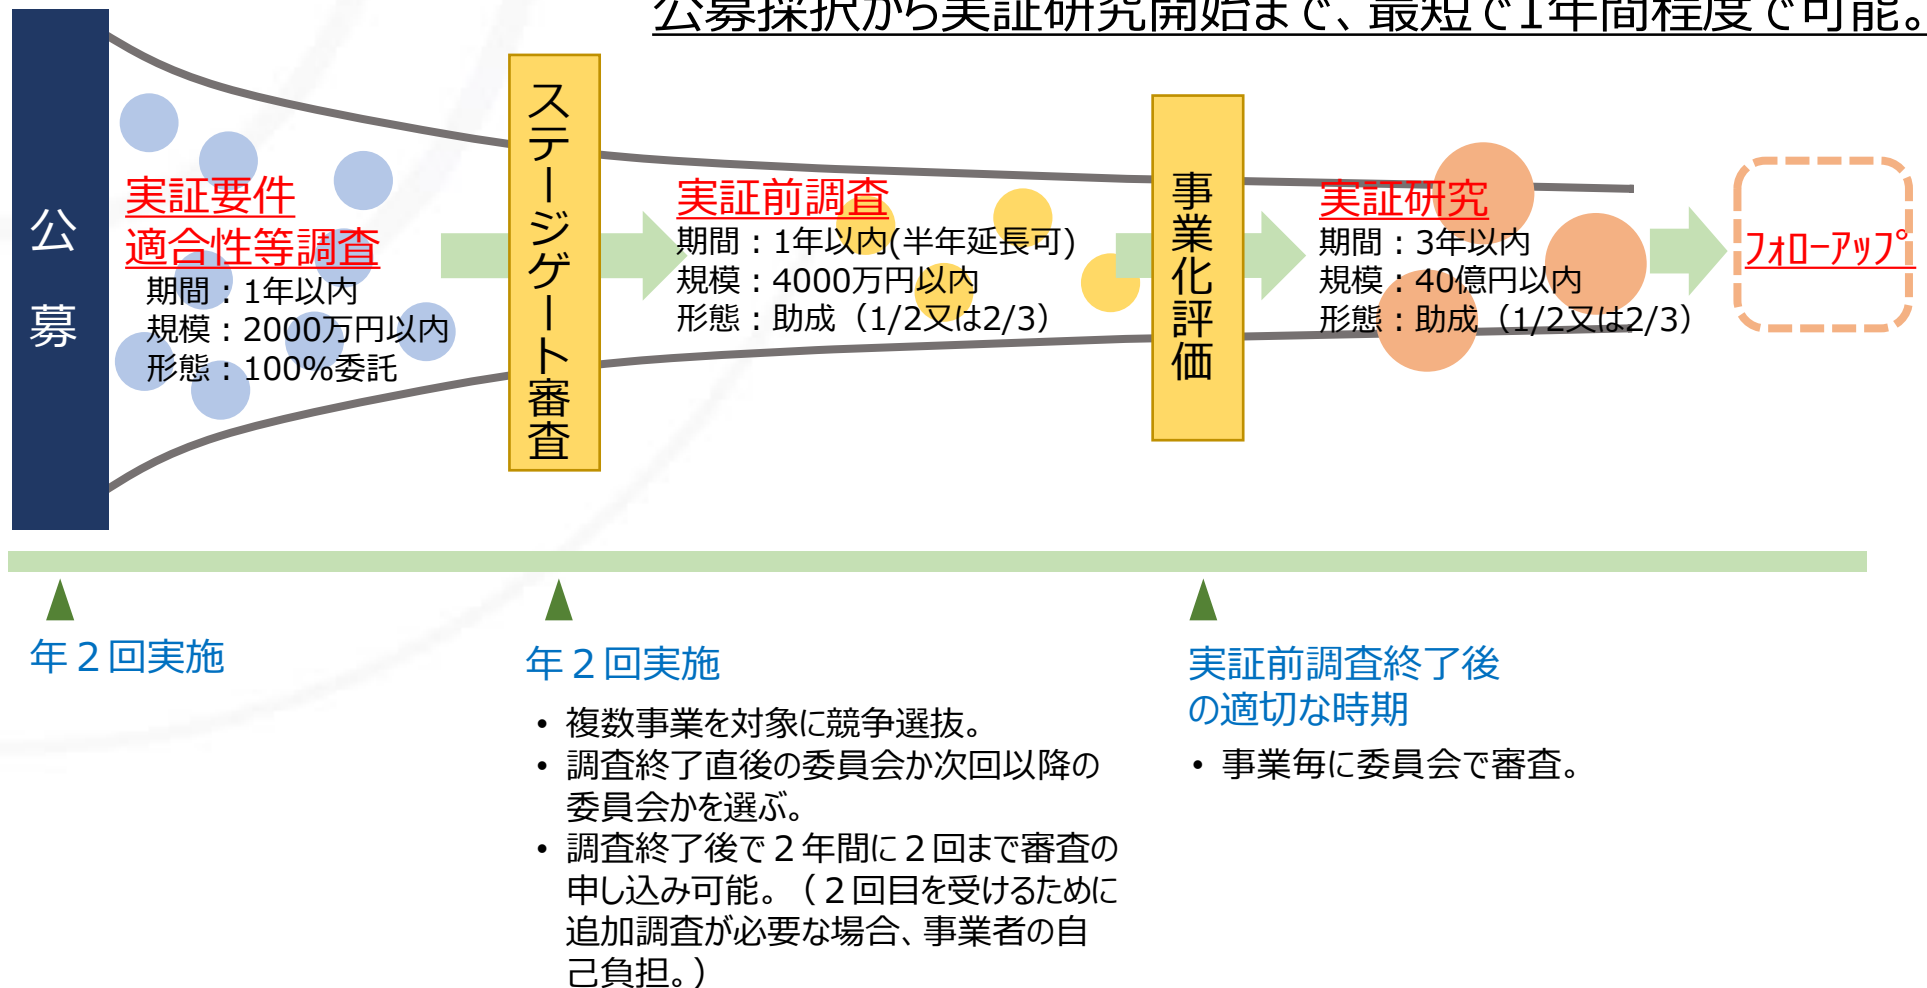 公募採択から実証研究開始まで、最短で1年間程度で可能。
公募
実証要件
適合性等調査
期間：1年以内
規模：2000万円以内
形態：100%委託
ステージゲート審査
実証前調査
期間：1年以内(半年延長可)
規模：4000万円以内
形態：助成（1/2又は2/3）
事業化評価
実証研究
期間：3年以内
規模：40億円以内
形態：助成（1/2又は2/3）
ﾌｫﾛｰｱｯﾌﾟ
年２回実施
年２回実施
• 複数事業を対象に競争選抜。
• 調査終了直後の委員会か次回以降の
委員会かを選ぶ。
• 調査終了後で２年間に２回まで審査の
申し込み可能。（２回目を受けるために
追加調査が必要な場合、事業者の自
己負担。）
実証前調査終了後
の適切な時期
• 事業毎に委員会で審査。